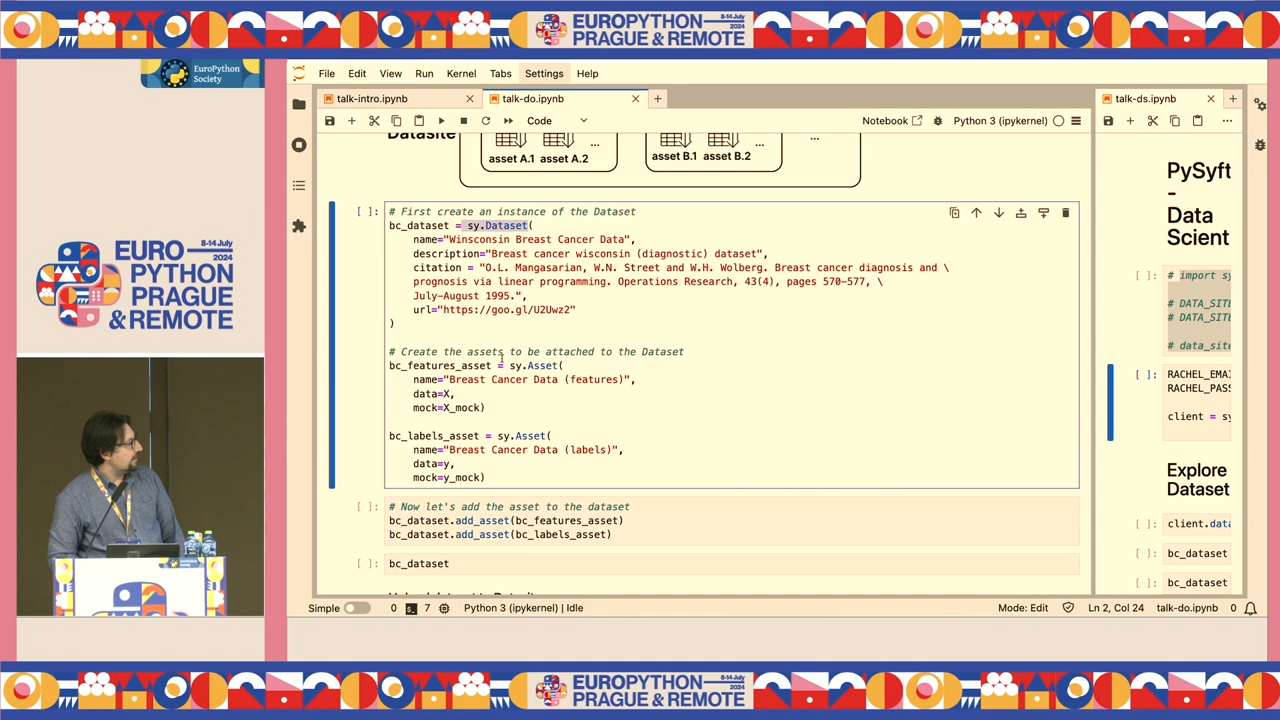 EUROPYTHON
8-14 July
2024
PRAGUE & REMOTE
EuroPython
Society
8-14 July
EURO
PYTHON
PRAGUE
& REMOTE
File Edit View Run Kernel Tabs Settings Help
talk-intro.ipynb
talk-do.ipynb
talk-ds.ipynb
Code
Notebook
Python 3 (ipykernel)
Datasite
asset A.1 asset A.2 ...
asset B.1 asset B.2 ...
...
[ ]: # First create an instance of the Dataset
bc_dataset = sy.Dataset(
name="Winsconsin Breast Cancer Data",
description="Breast cancer wisconsin (diagnostic) dataset",
citation = "O.L. Mangasarian, W.N. Street and W.H. Wolberg. Breast cancer diagnosis and \
prognosis via linear programming. Operations Research, 43(4), pages 570-577, \
July-August 1995.",
url="https://goo.gl/U2Uwz2"
)
# Create the assets to be attached to the Dataset
bc_features_asset = sy.Asset(
name="Breast Cancer Data (features)",
data=X,
mock=X_mock)
bc_labels_asset = sy.Asset(
name="Breast Cancer Data (labels)",
data=y,
mock=y_mock)
[ ]: # Now let's add the asset to the dataset
bc_dataset.add_asset(bc_features_asset)
bc_dataset.add_asset(bc_labels_asset)
[ ]: bc_dataset
PySyft
-
Data
Scient
[ ]: # import sy
# DATA_SITE
# DATA_SITE
# data_site
[ ]: RACHEL_EMAI
RACHEL_PASS
client = sy
Explore
Dataset
[ ]: client.data
[ ]: bc_dataset
[ ]: bc_dataset
Simple 0 7 Python 3 (ipykernel) | Idle Mode: Edit Ln 2, Col 24 talk-do.ipynb 0
EUROPYTHON
8-14 July
2024
PRAGUE & REMOTE